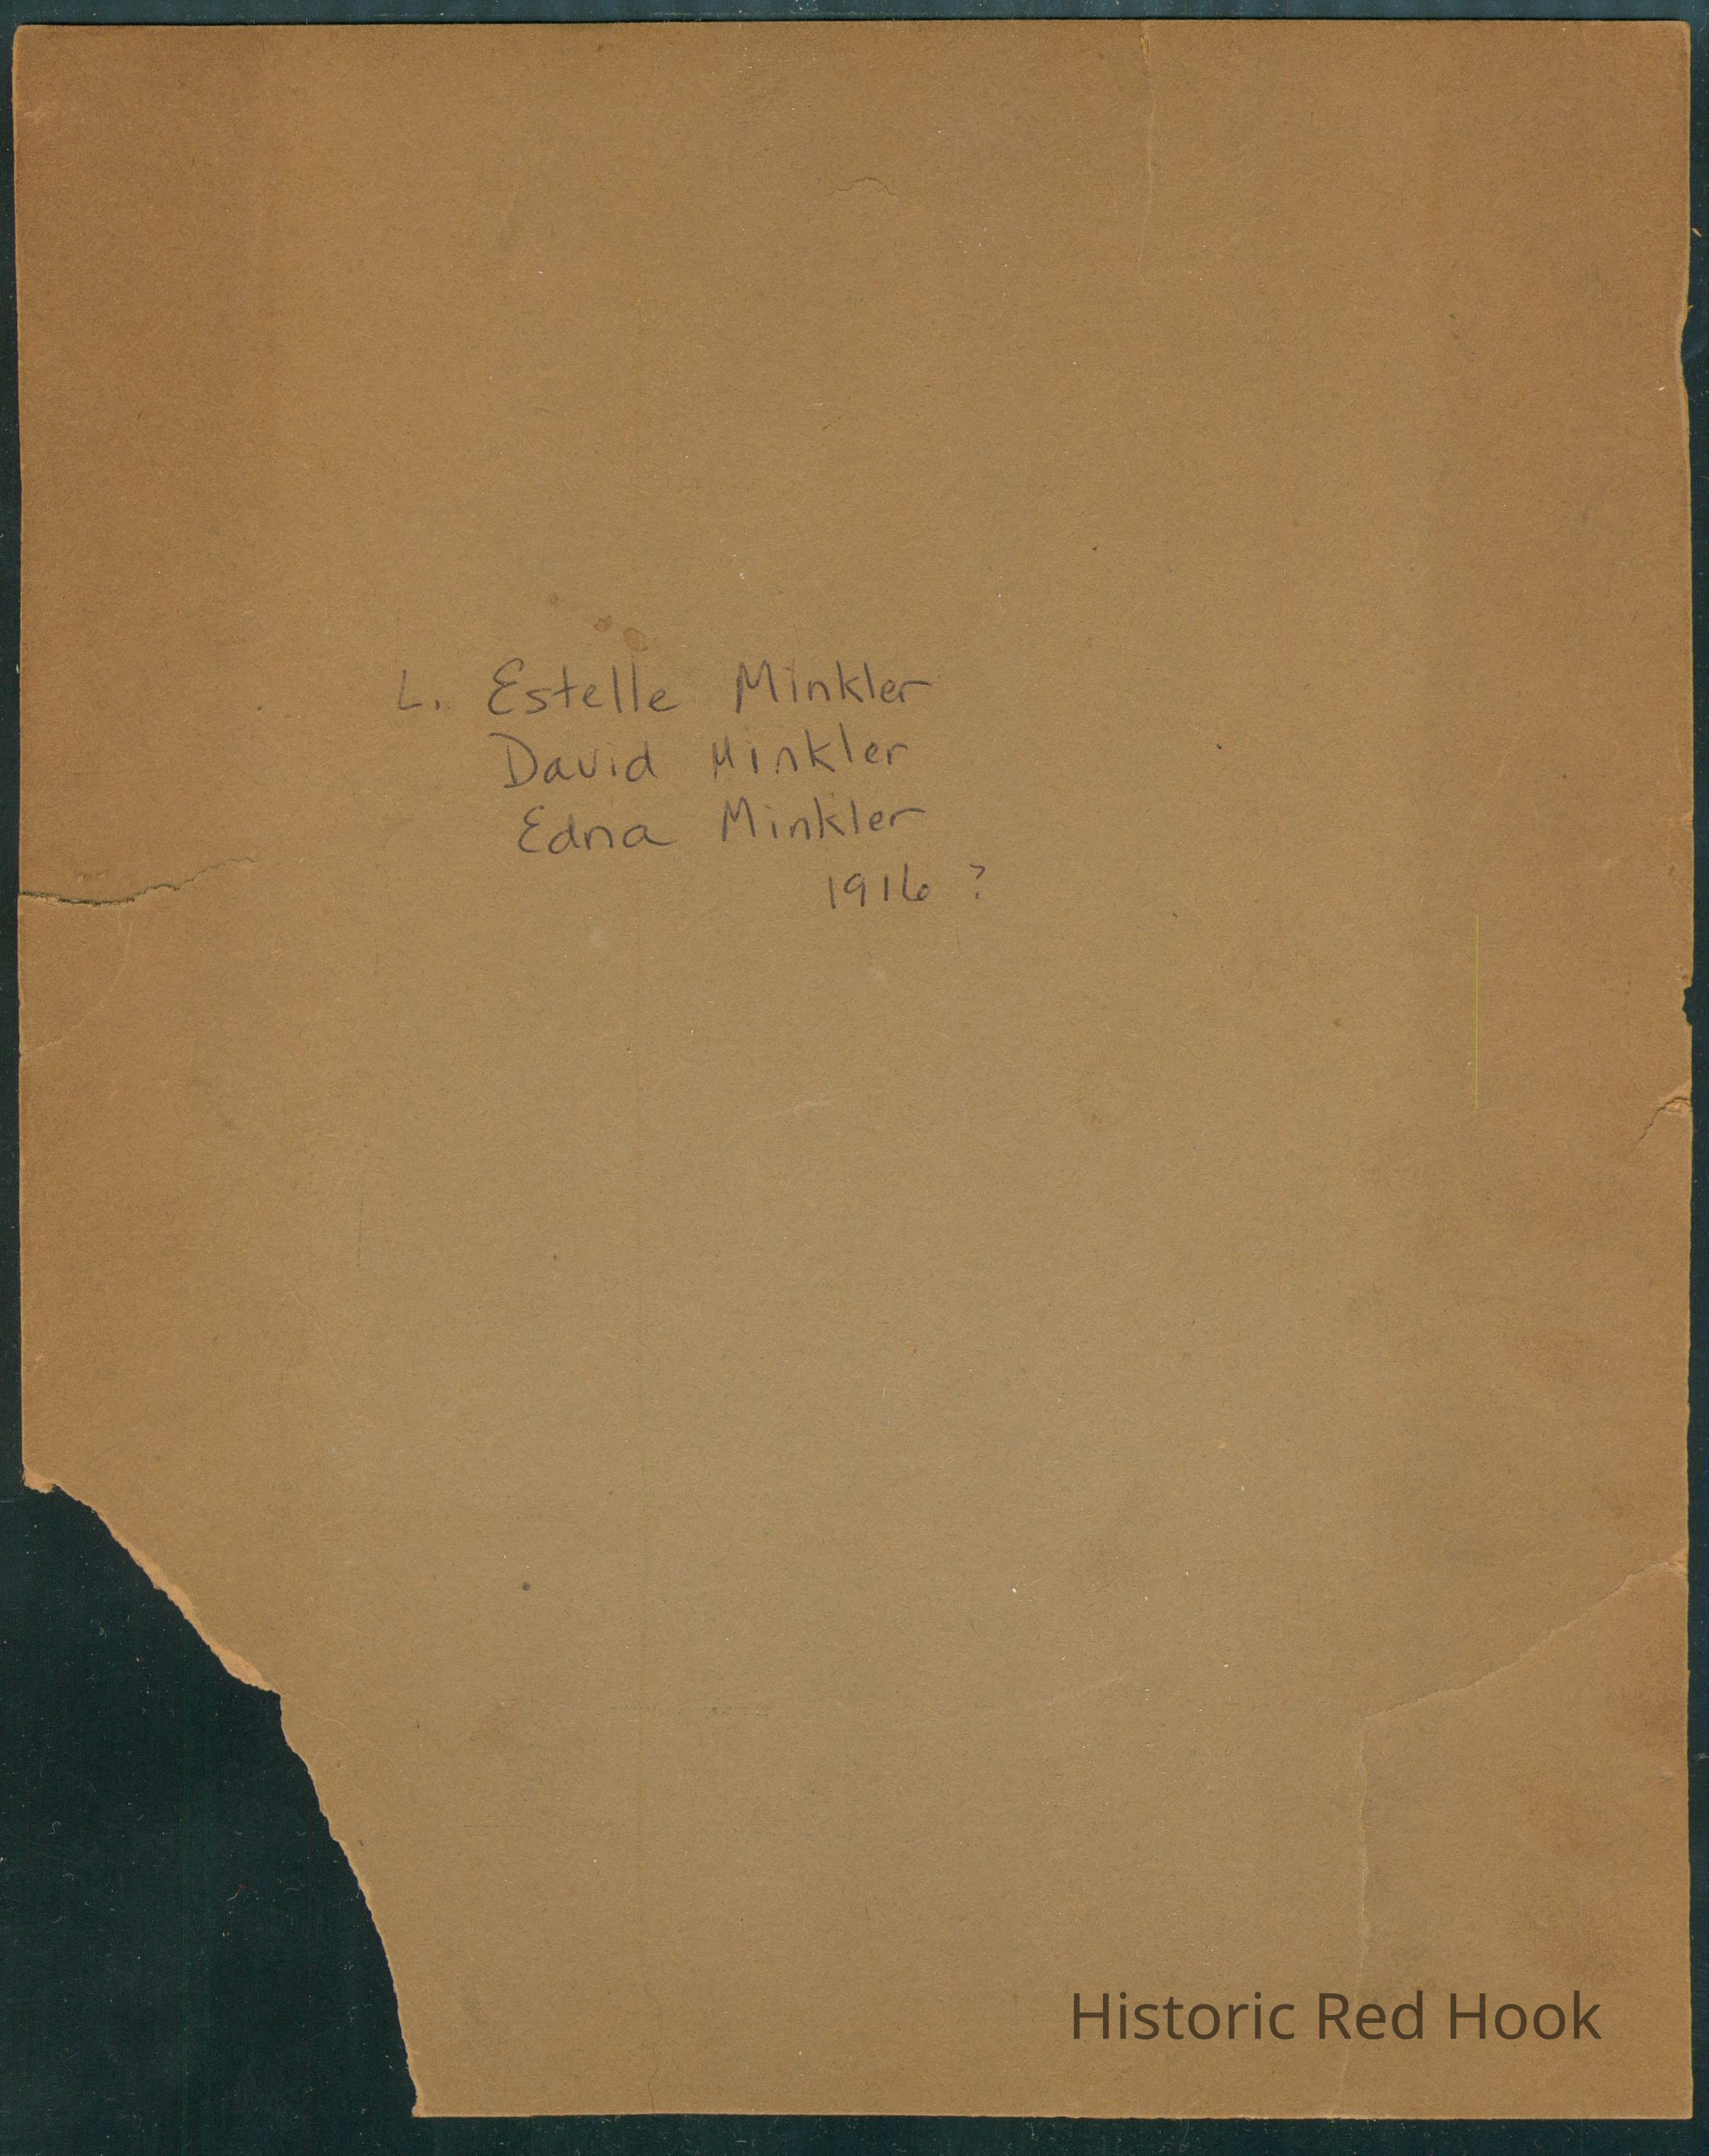 L. Estelle Minkler
David Minkler
Edna Minkler
1916 ?
Historic Red Hook